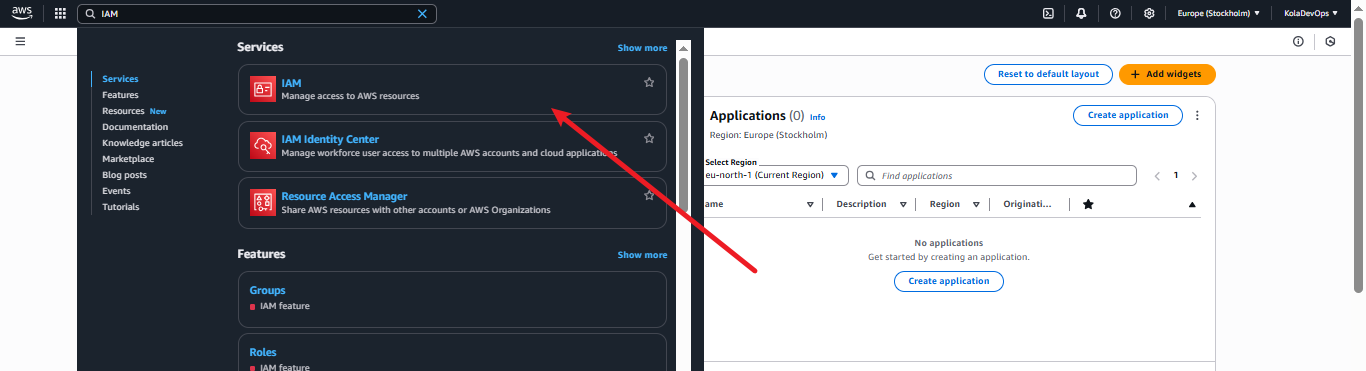 aws
IAM
Europe (Stockholm)
KolaDevOps
Services
Show more
Services
Features
Resources New
Documentation
Knowledge articles
Marketplace
Blog posts
Events
Tutorials
IAM
Manage access to AWS resources
IAM Identity Center
Manage workforce user access to multiple AWS accounts and cloud applications
Resource Access Manager
Share AWS resources with other accounts or AWS Organizations
Features
Show more
Groups
IAM feature
Roles
IAM feature
Reset to default layout
+ Add widgets
Applications (0) Info
Create application
Region: Europe (Stockholm)
Select Region
eu-north-1 (Current Region)
Find applications
1
ame
Description
Region
Originati...
No applications
Get started by creating an application.
Create application